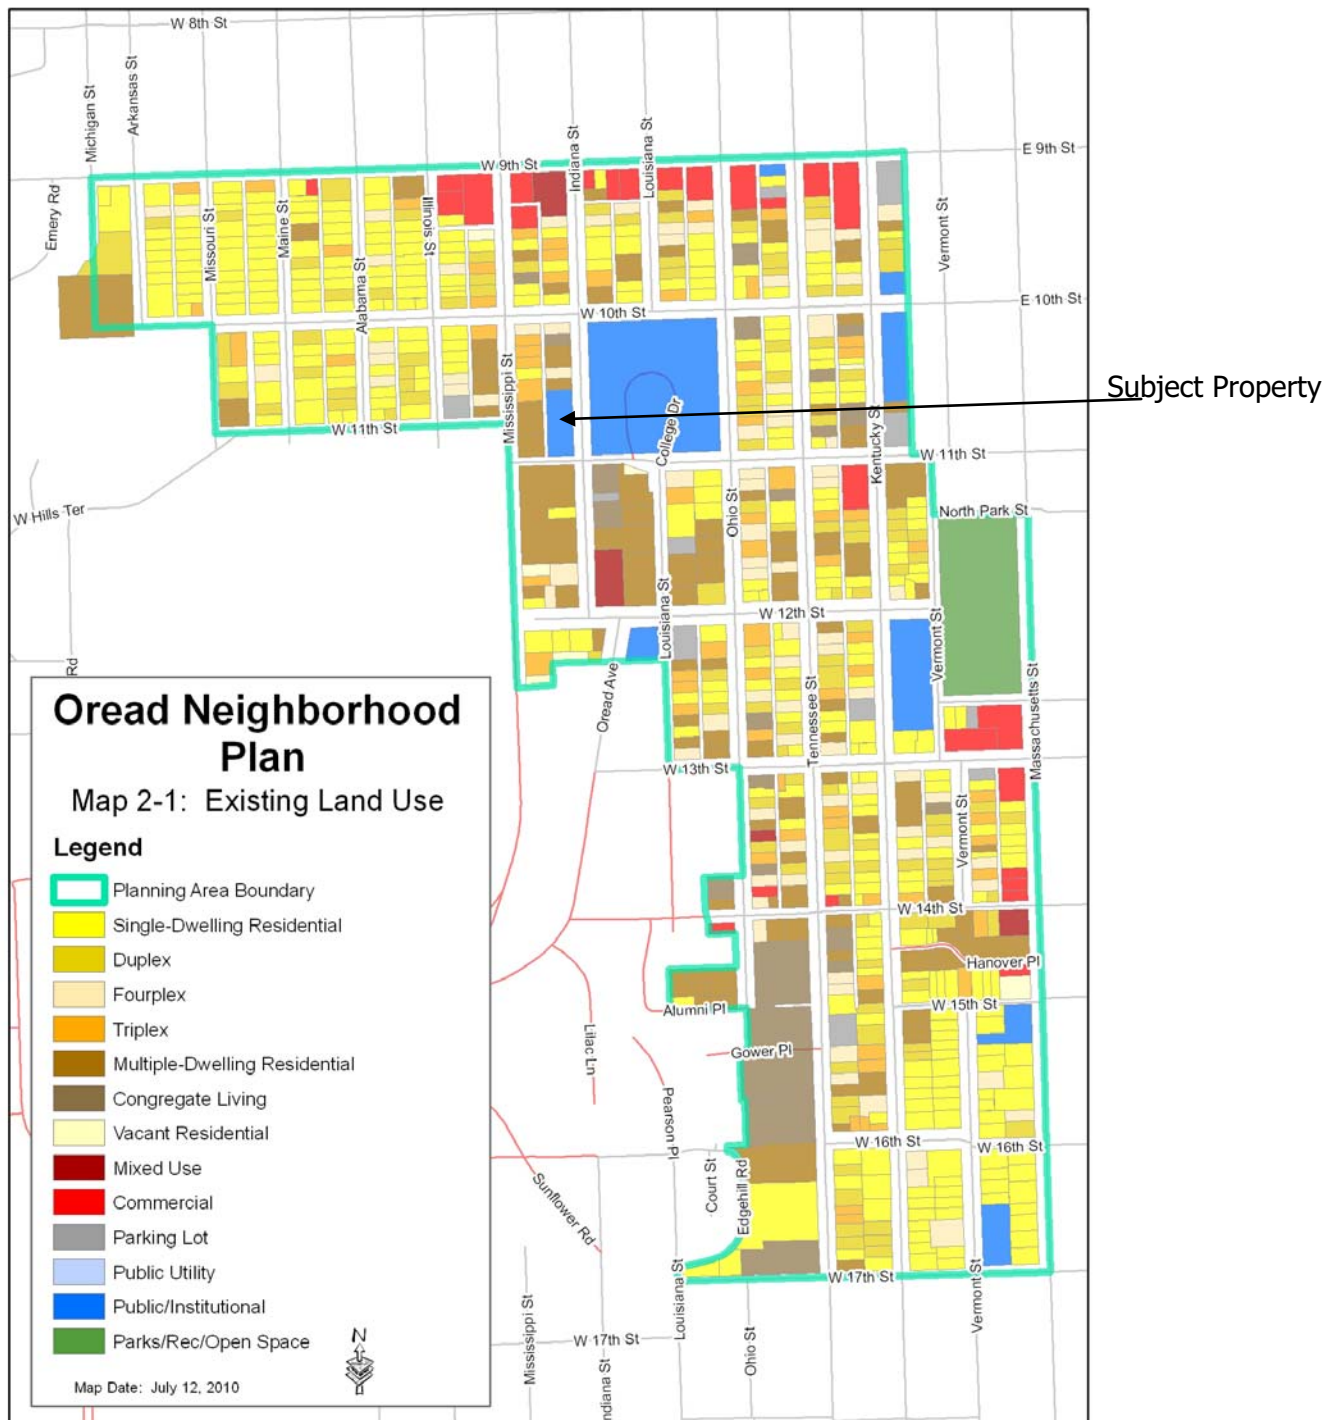 W 8th St
Michigan St
Arkansas St
Indiana St
Louisiana St
E 9th St
W 9th St
Emery Rd
Missouri St
Maine St
Illinois St
Alabama St
Vermont St
E 10th St
W 10th St
Mississippi St
College Dr
Kentucky St
Subject Property
W 11th St
W 11th St
W Hills Ter
North Park St
Ohio St
Louisiana St
W 12th St
Vermont St
Rd
Oread Ave
Tennessee St
Massachusetts St
W 13th St
Oread Neighborhood
Plan
Map 2-1: Existing Land Use
Legend
Planning Area Boundary
Single-Dwelling Residential
Duplex
Fourplex
Triplex
Multiple-Dwelling Residential
Congregate Living
Vacant Residential
Mixed Use
Commercial
Parking Lot
Public Utility
Public/Institutional
Parks/Rec/Open Space
N
Map Date: July 12, 2010
Vermont St
W 14th St
Hanover Pl
W 15th St
Alumni Pl
Lilac Ln
Gower Pl
Pearson Pl
W 16th St
W 16th St
Court St
Edgehill Rd
Sunflower Rd
W 17th St
Louisiana St
Vermont St
Mississippi St
W 17th St
Ohio St
ndiana St